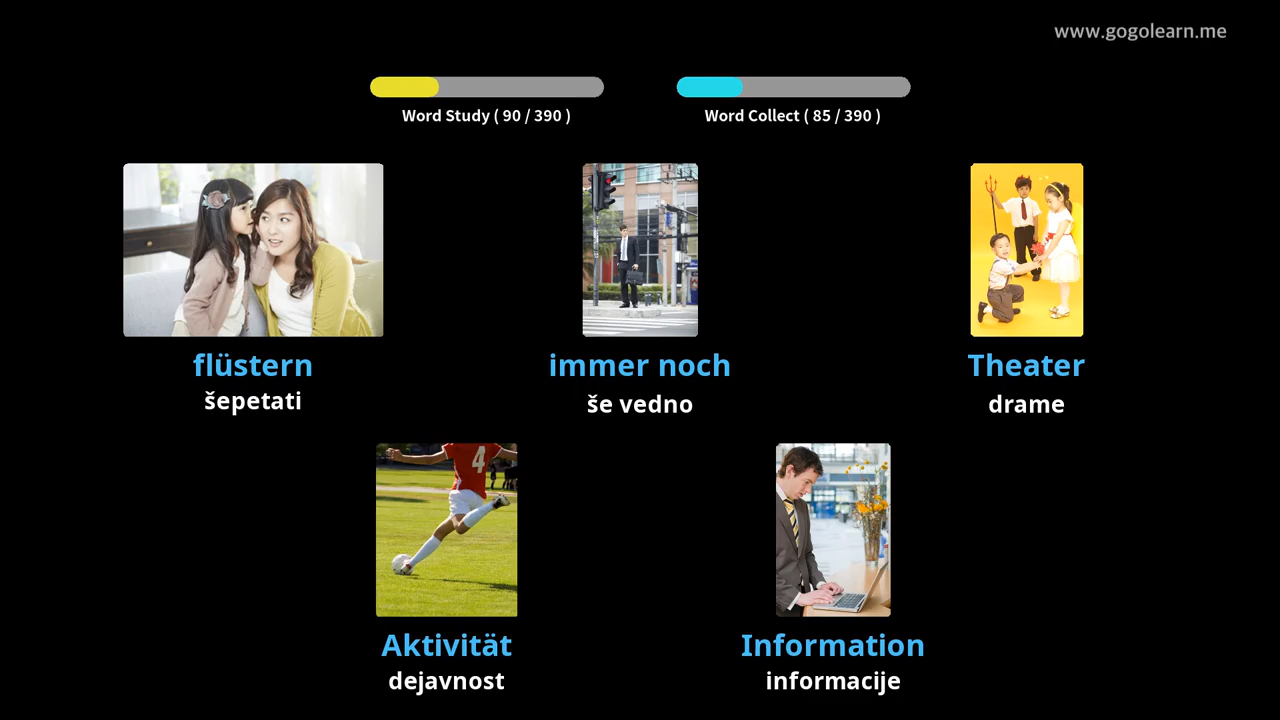 www.gogolearn.me
Word Study ( 90 / 390 )
Word Collect ( 85 / 390 )
flüstern
šepetati
immer noch
še vedno
Theater
drame
4
Aktivität
dejavnost
Information
informacije